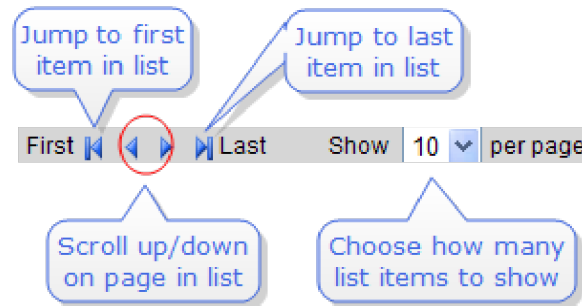 Jump to first
item in list
Jump to last
item in list
First Last Show 10 per page
Scroll up/down
on page in list
Choose how many
list items to show